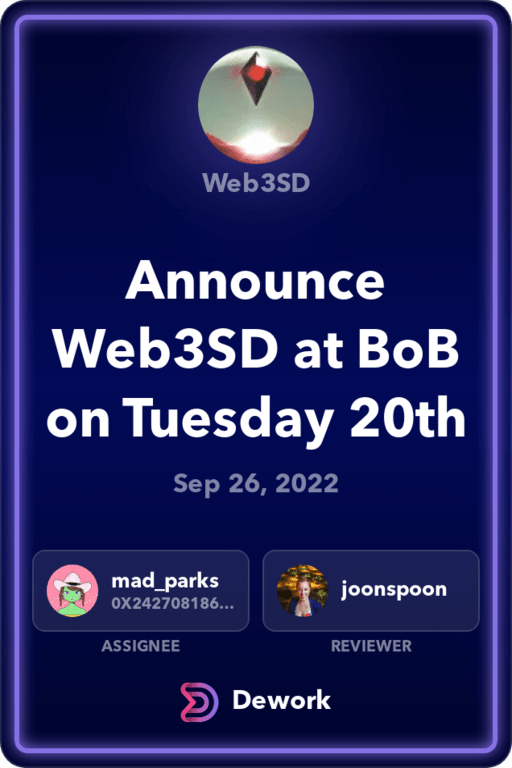 Web3SD
Announce
Web3SD at BoB
on Tuesday 20th
Sep 26, 2022
mad_parks
0X242708186...
ASSIGNEE
joonspoon
REVIEWER
Dework